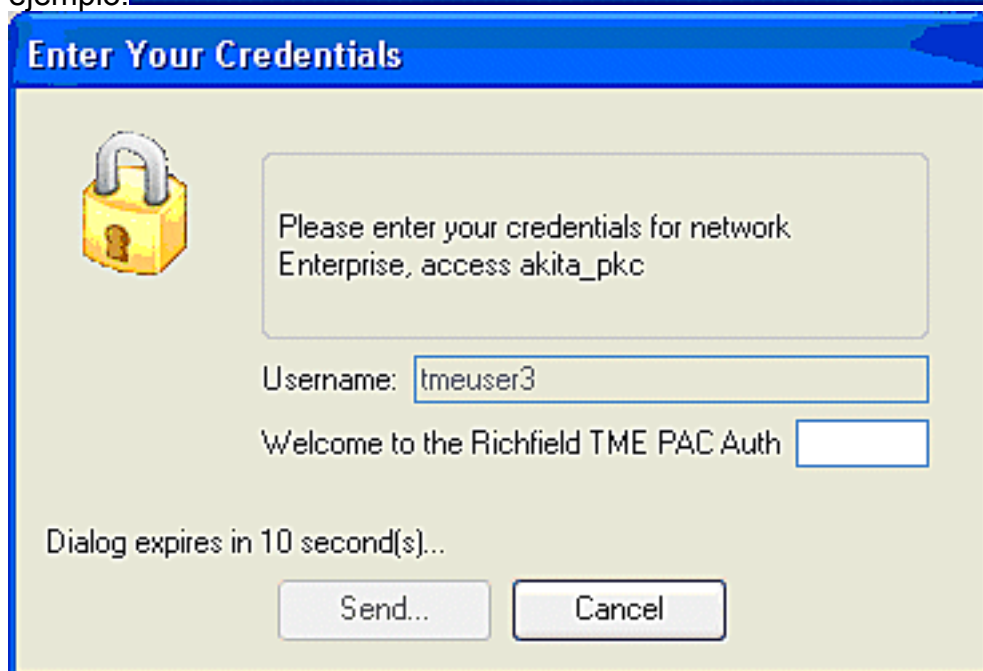 ejemplo:
Enter Your Credentials
Please enter your credentials for network
Enterprise, access akita_pkc
Username: tmeuser3
Welcome to the Richfield TME PAC Auth
Dialog expires in 10 second(s)...
Send... Cancel